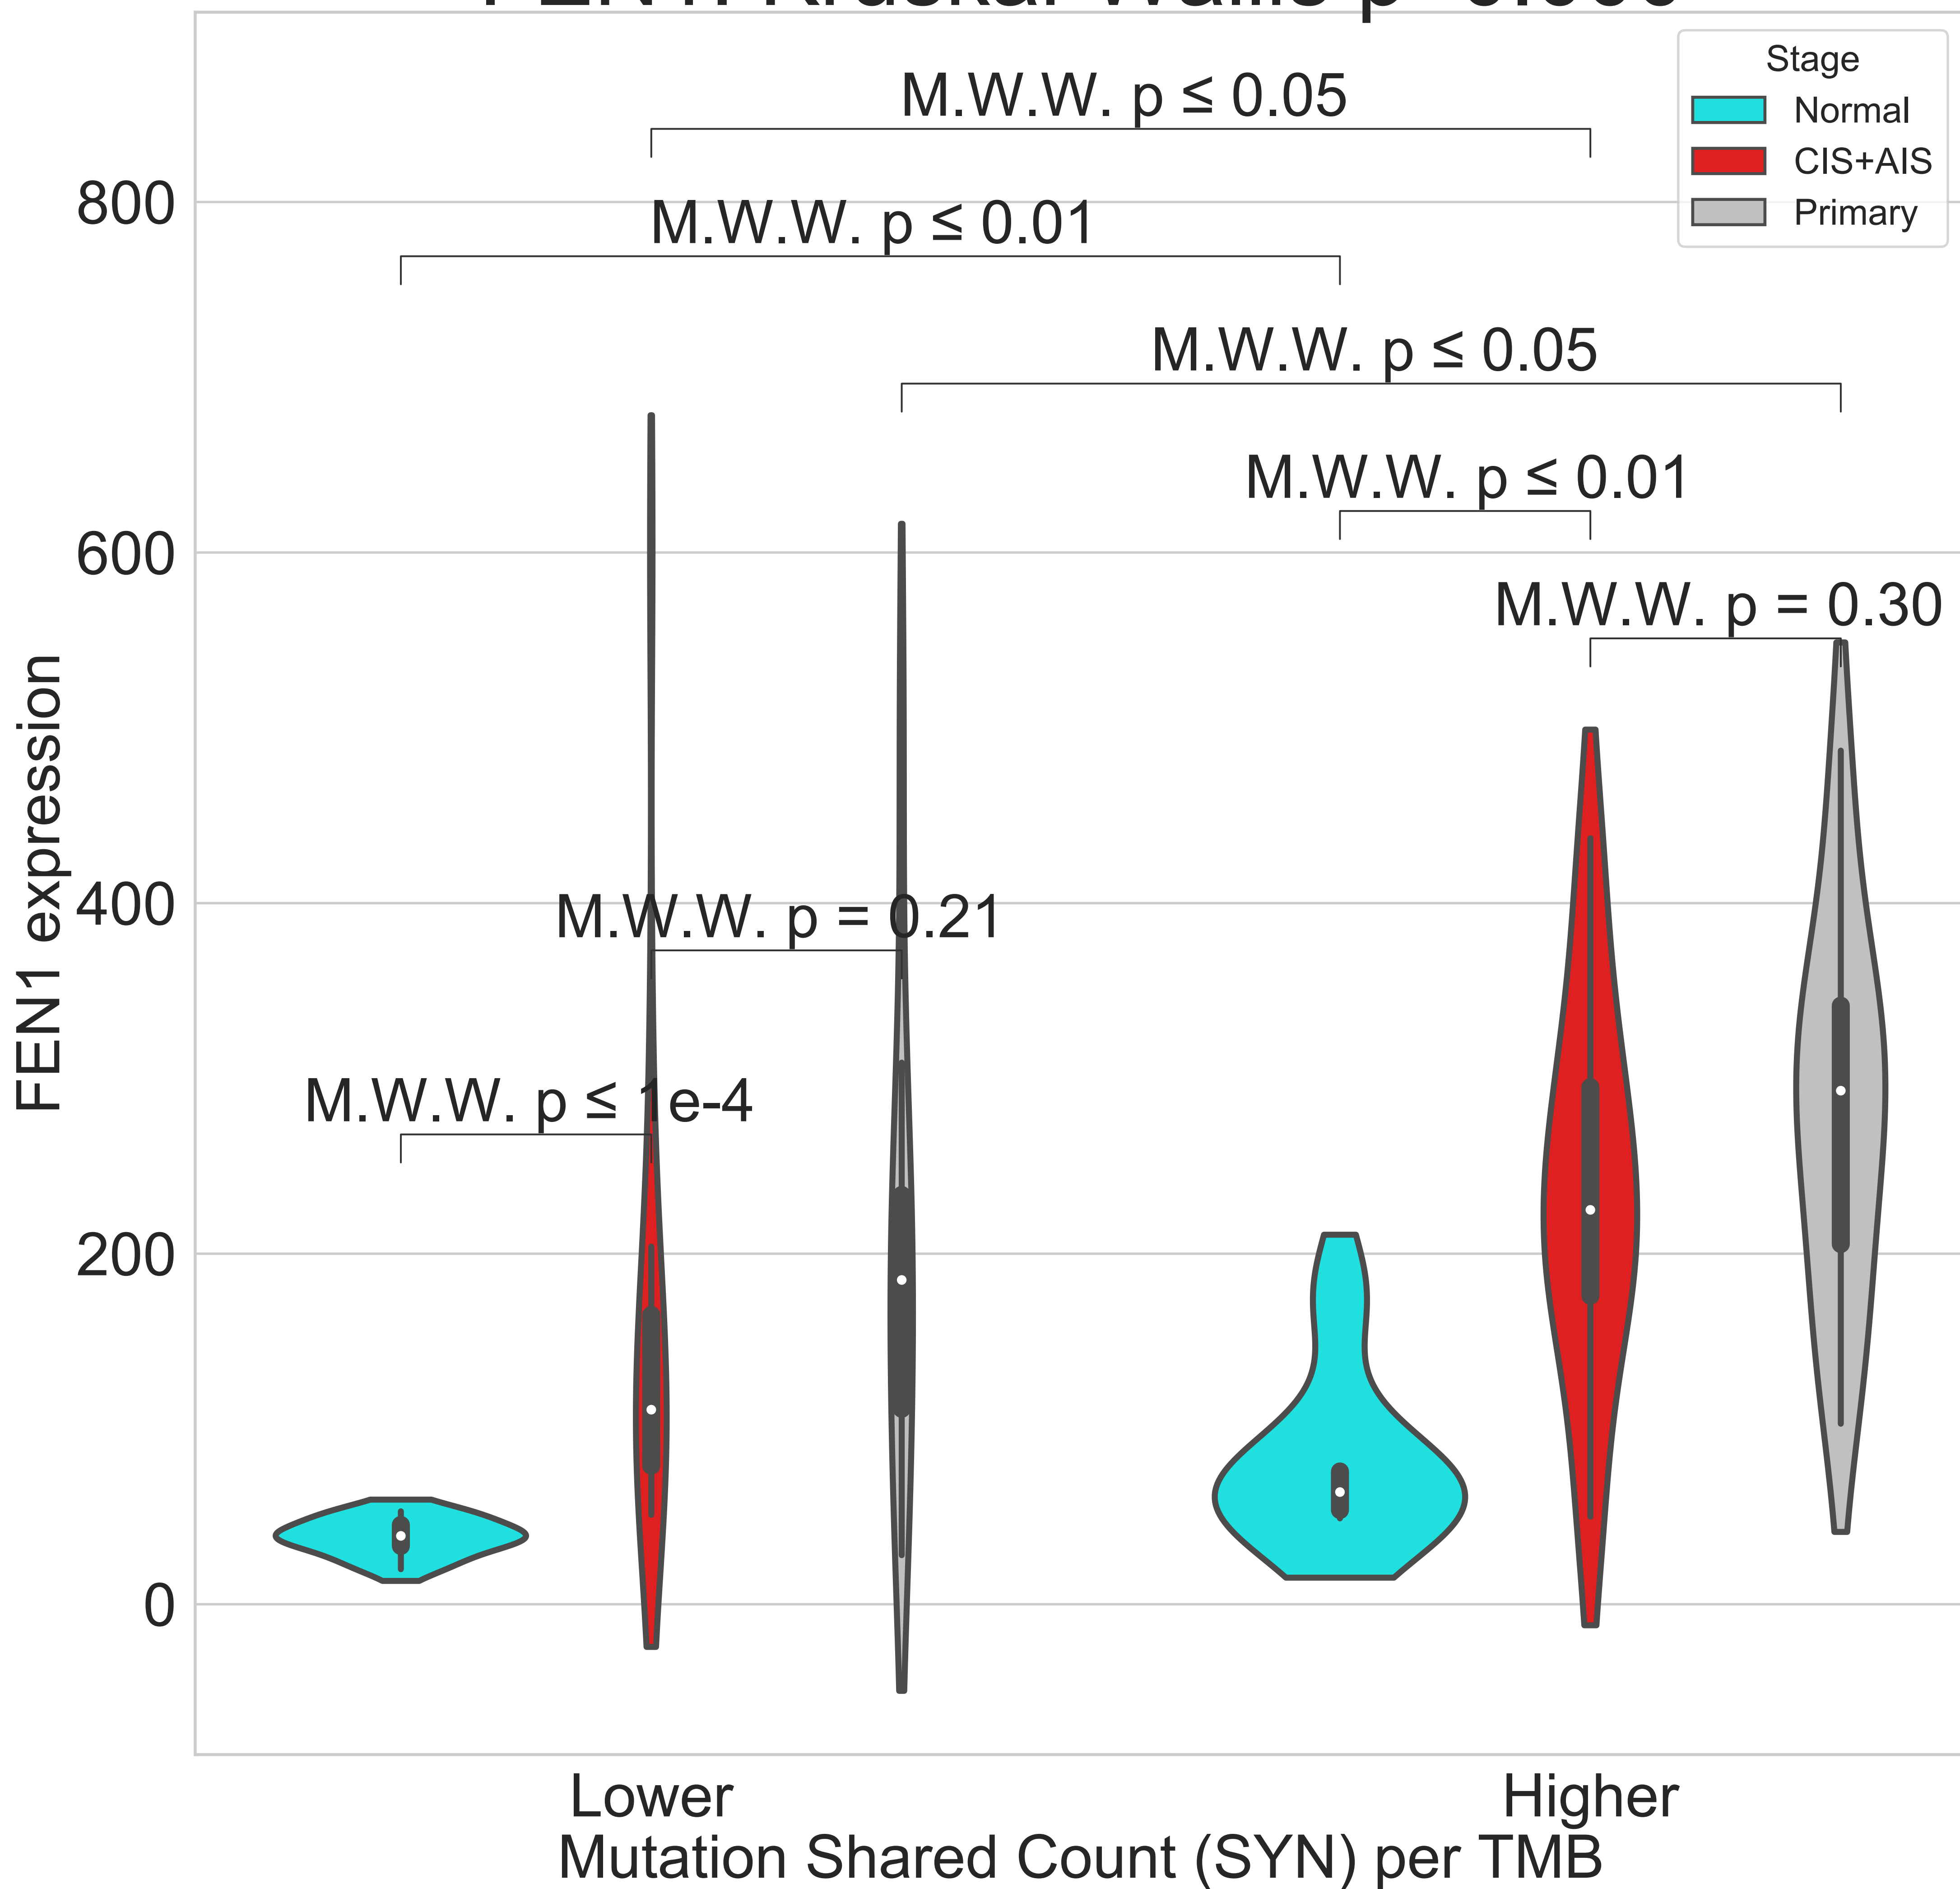 Stage
Normal
CIS+AIS
Primary
M.W.W. p ≤ 0.05
M.W.W. p ≤ 0.01
M.W.W. p ≤ 0.05
M.W.W. p ≤ 0.01
M.W.W. p = 0.30
M.W.W. p = 0.21
M.W.W. p ≤ 1e-4
800
600
400
200
0
FEN1 expression
Lower
Higher
Mutation Shared Count (SYN) per TMB